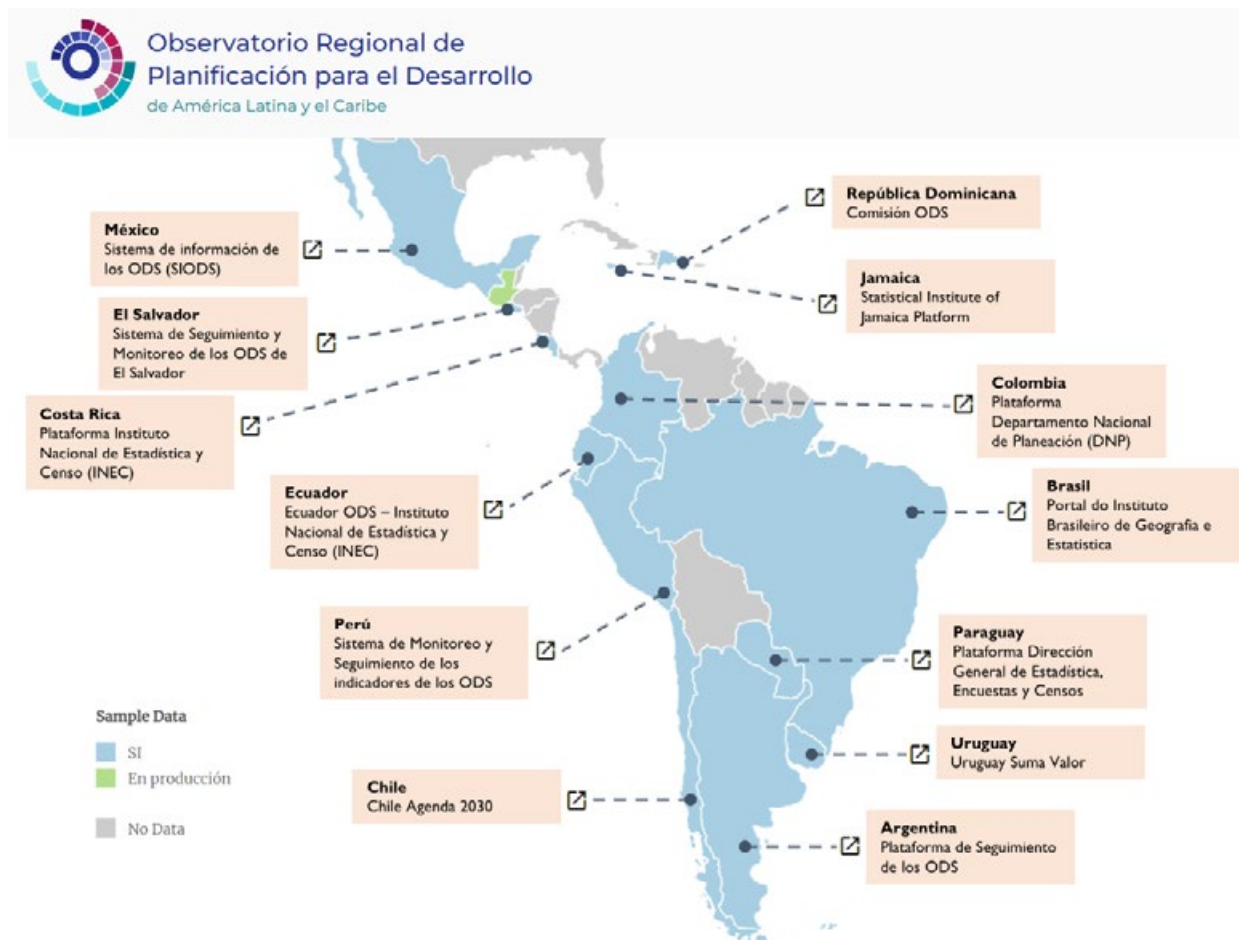 Observatorio Regional de
Planificación para el Desarrollo
de América Latina y el Caribe
México
Sistema de información de
los ODS (SIODS)
El Salvador
Sistema de Seguimiento y
Monitoreo de los ODS de
El Salvador
Costa Rica
Plataforma Instituto
Nacional de Estadística y
Censo (INEC)
Ecuador
Ecuador ODS – Instituto
Nacional de Estadística y
Censo (INEC)
Perú
Sistema de Monitoreo y
Seguimiento de los
indicadores de los ODS
Chile
Chile Agenda 2030
República Dominicana
Comisión ODS
Jamaica
Statistical Institute of
Jamaica Platform
Colombia
Plataforma
Departamento Nacional
de Planeación (DNP)
Brasil
Portal do Instituto
Brasileiro de Geografia e
Estatística
Paraguay
Plataforma Dirección
General de Estadística,
Encuestas y Censos
Uruguay
Uruguay Suma Valor
Argentina
Plataforma de Seguimiento
de los ODS
Sample Data
SI
En producción
No Data